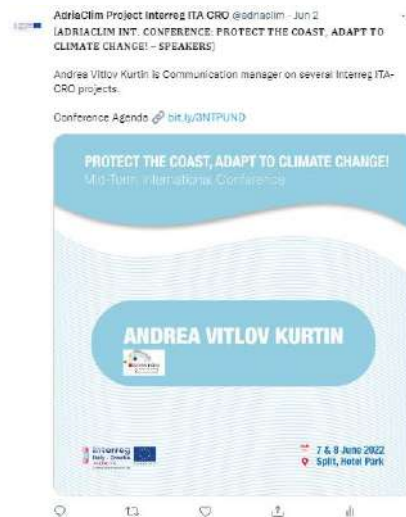 AdriaClim Project Interreg ITA CRO @adriaclim · Jun 2
[ADRIACLIM INT. CONFERENCE: PROTECT THE COAST, ADAPT TO
CLIMATE CHANGE! – SPEAKERS]
Andrea Vitlov Kurtin is Communication manager on several Interreg ITA-
CRO projects.
Conference Agenda 🔗 bit.ly/3NTPUND
PROTECT THE COAST, ADAPT TO CLIMATE CHANGE!
Mid-Term International Conference
ANDREA VITLOV KURTIN
Interreg
Italy - Croatia
7 & 8 June 2022
Split, Hotel Park